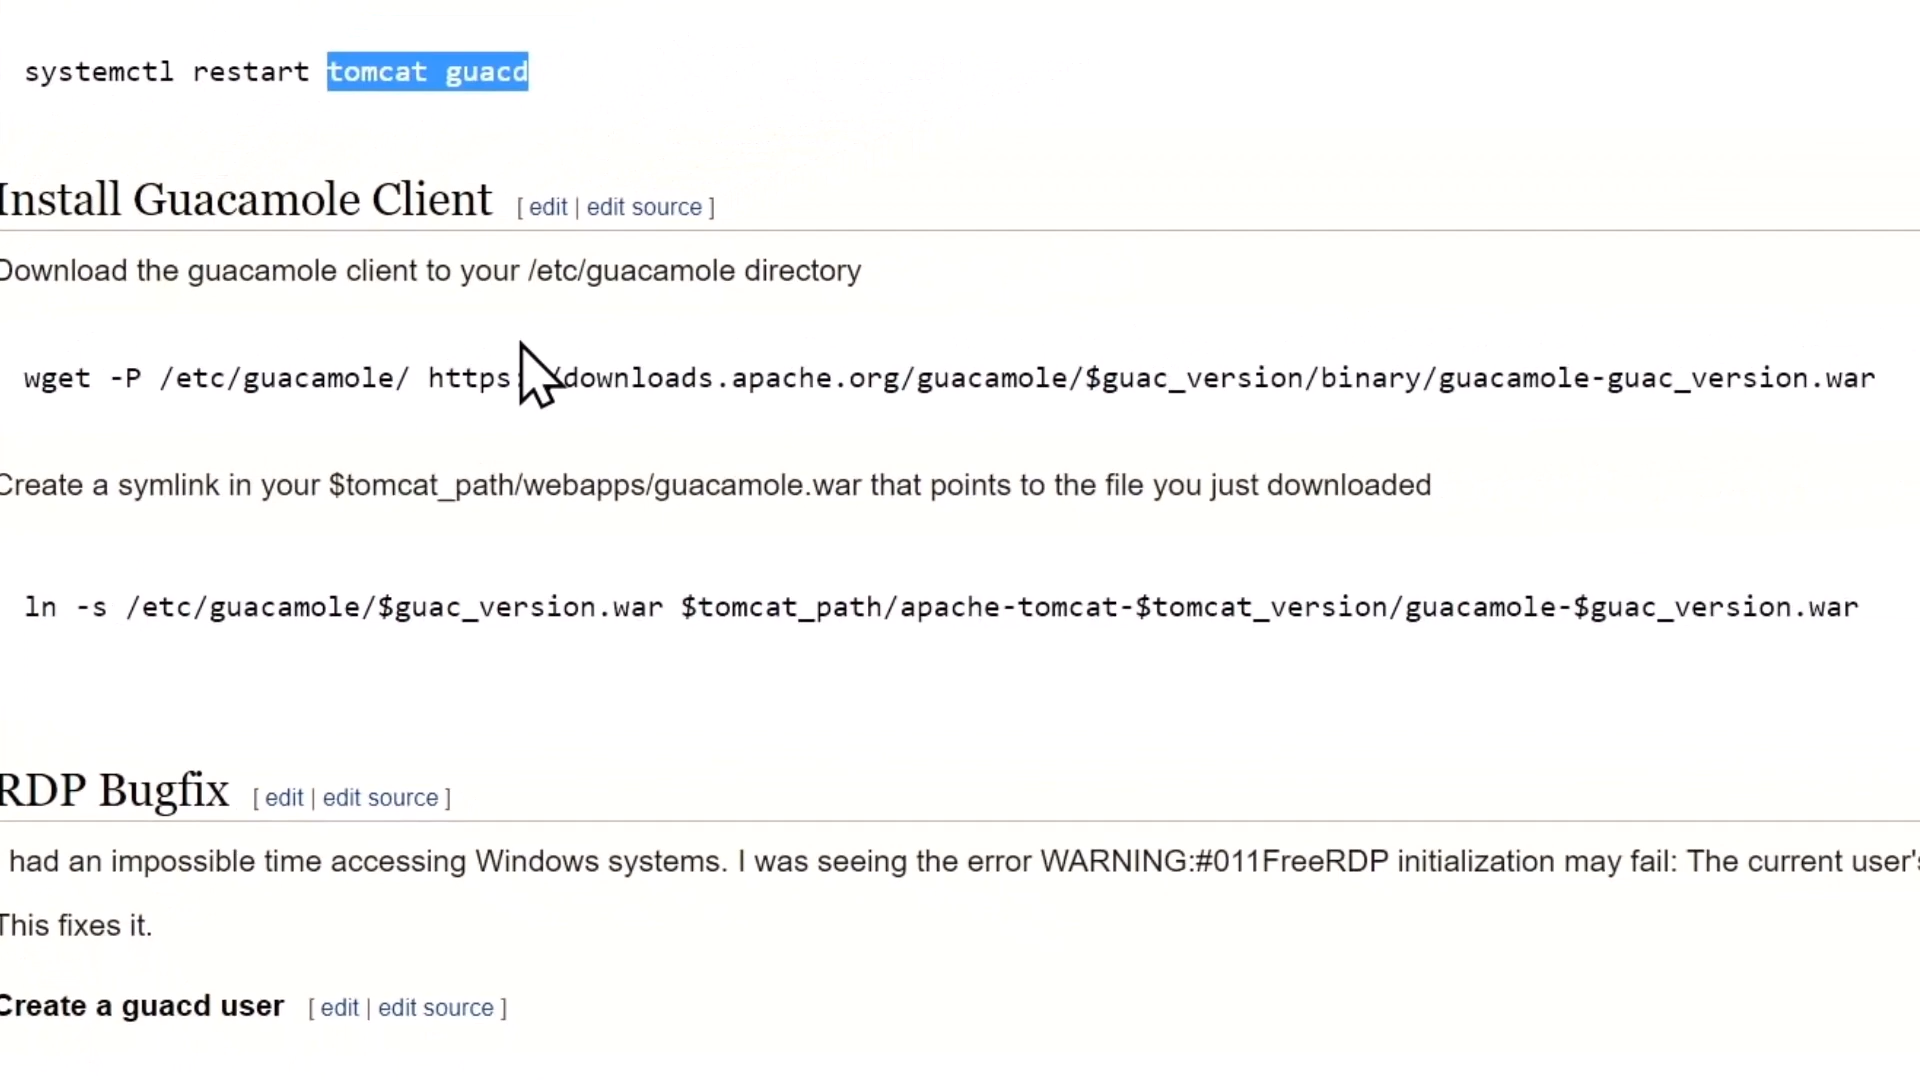 systemctl restart tomcat guacd
Install Guacamole Client [ edit | edit source ]
Download the guacamole client to your /etc/guacamole directory
wget -P /etc/guacamole/ https://downloads.apache.org/guacamole/$guac_version/binary/guacamole-guac_version.war
Create a symlink in your $tomcat_path/webapps/guacamole.war that points to the file you just downloaded
ln -s /etc/guacamole/$guac_version.war $tomcat_path/apache-tomcat-$tomcat_version/guacamole-$guac_version.war
RDP Bugfix [ edit | edit source ]
had an impossible time accessing Windows systems. I was seeing the error WARNING:#011FreeRDP initialization may fail: The current user's
This fixes it.
Create a guacd user [ edit | edit source ]